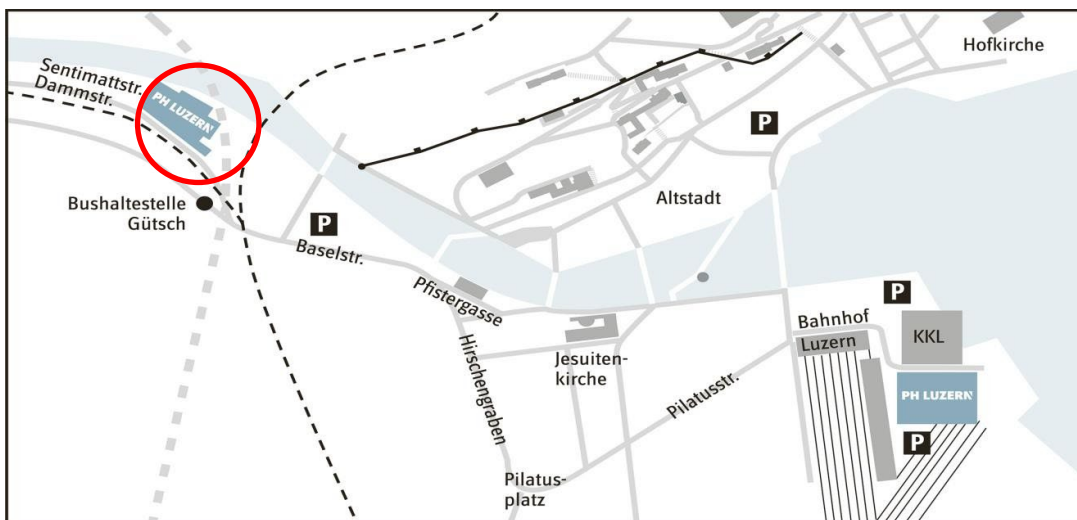 Hofkirche
Sentimattstr.
Dammstr.
PH LUZERN
P
Bushaltestelle
Gütsch
Altstadt
P
Baselstr.
Pfistergasse
P
Bahnhof
Luzern
KKL
Hirschengraben
Jesuiten-
kirche
Pilatusstr.
PH LUZERN
P
Pilatus-
platz